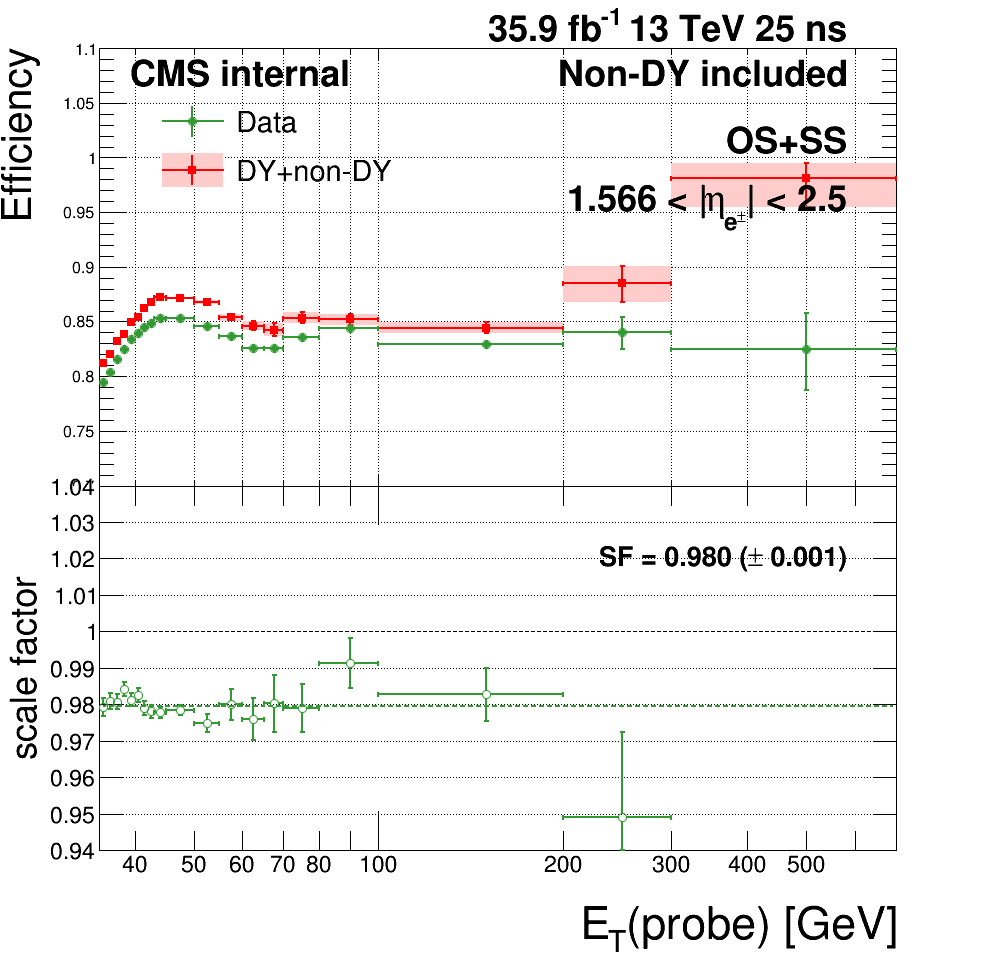 35.9 fb⁻¹ 13 TeV 25 ns
Efficiency
1.1
CMS internal
Non-DY included
1.05
Data
OS+SS
1
DY+non-DY
1.566 < |η_e±| < 2.5
0.95
0.9
0.85
0.8
0.75
1.04
1.03
SF = 0.980 (± 0.001)
1.02
1.01
scale factor
1
0.99
0.98
0.97
0.96
0.95
0.94
40 50 60 70 80 100 200 300 400 500
E_T(probe) [GeV]